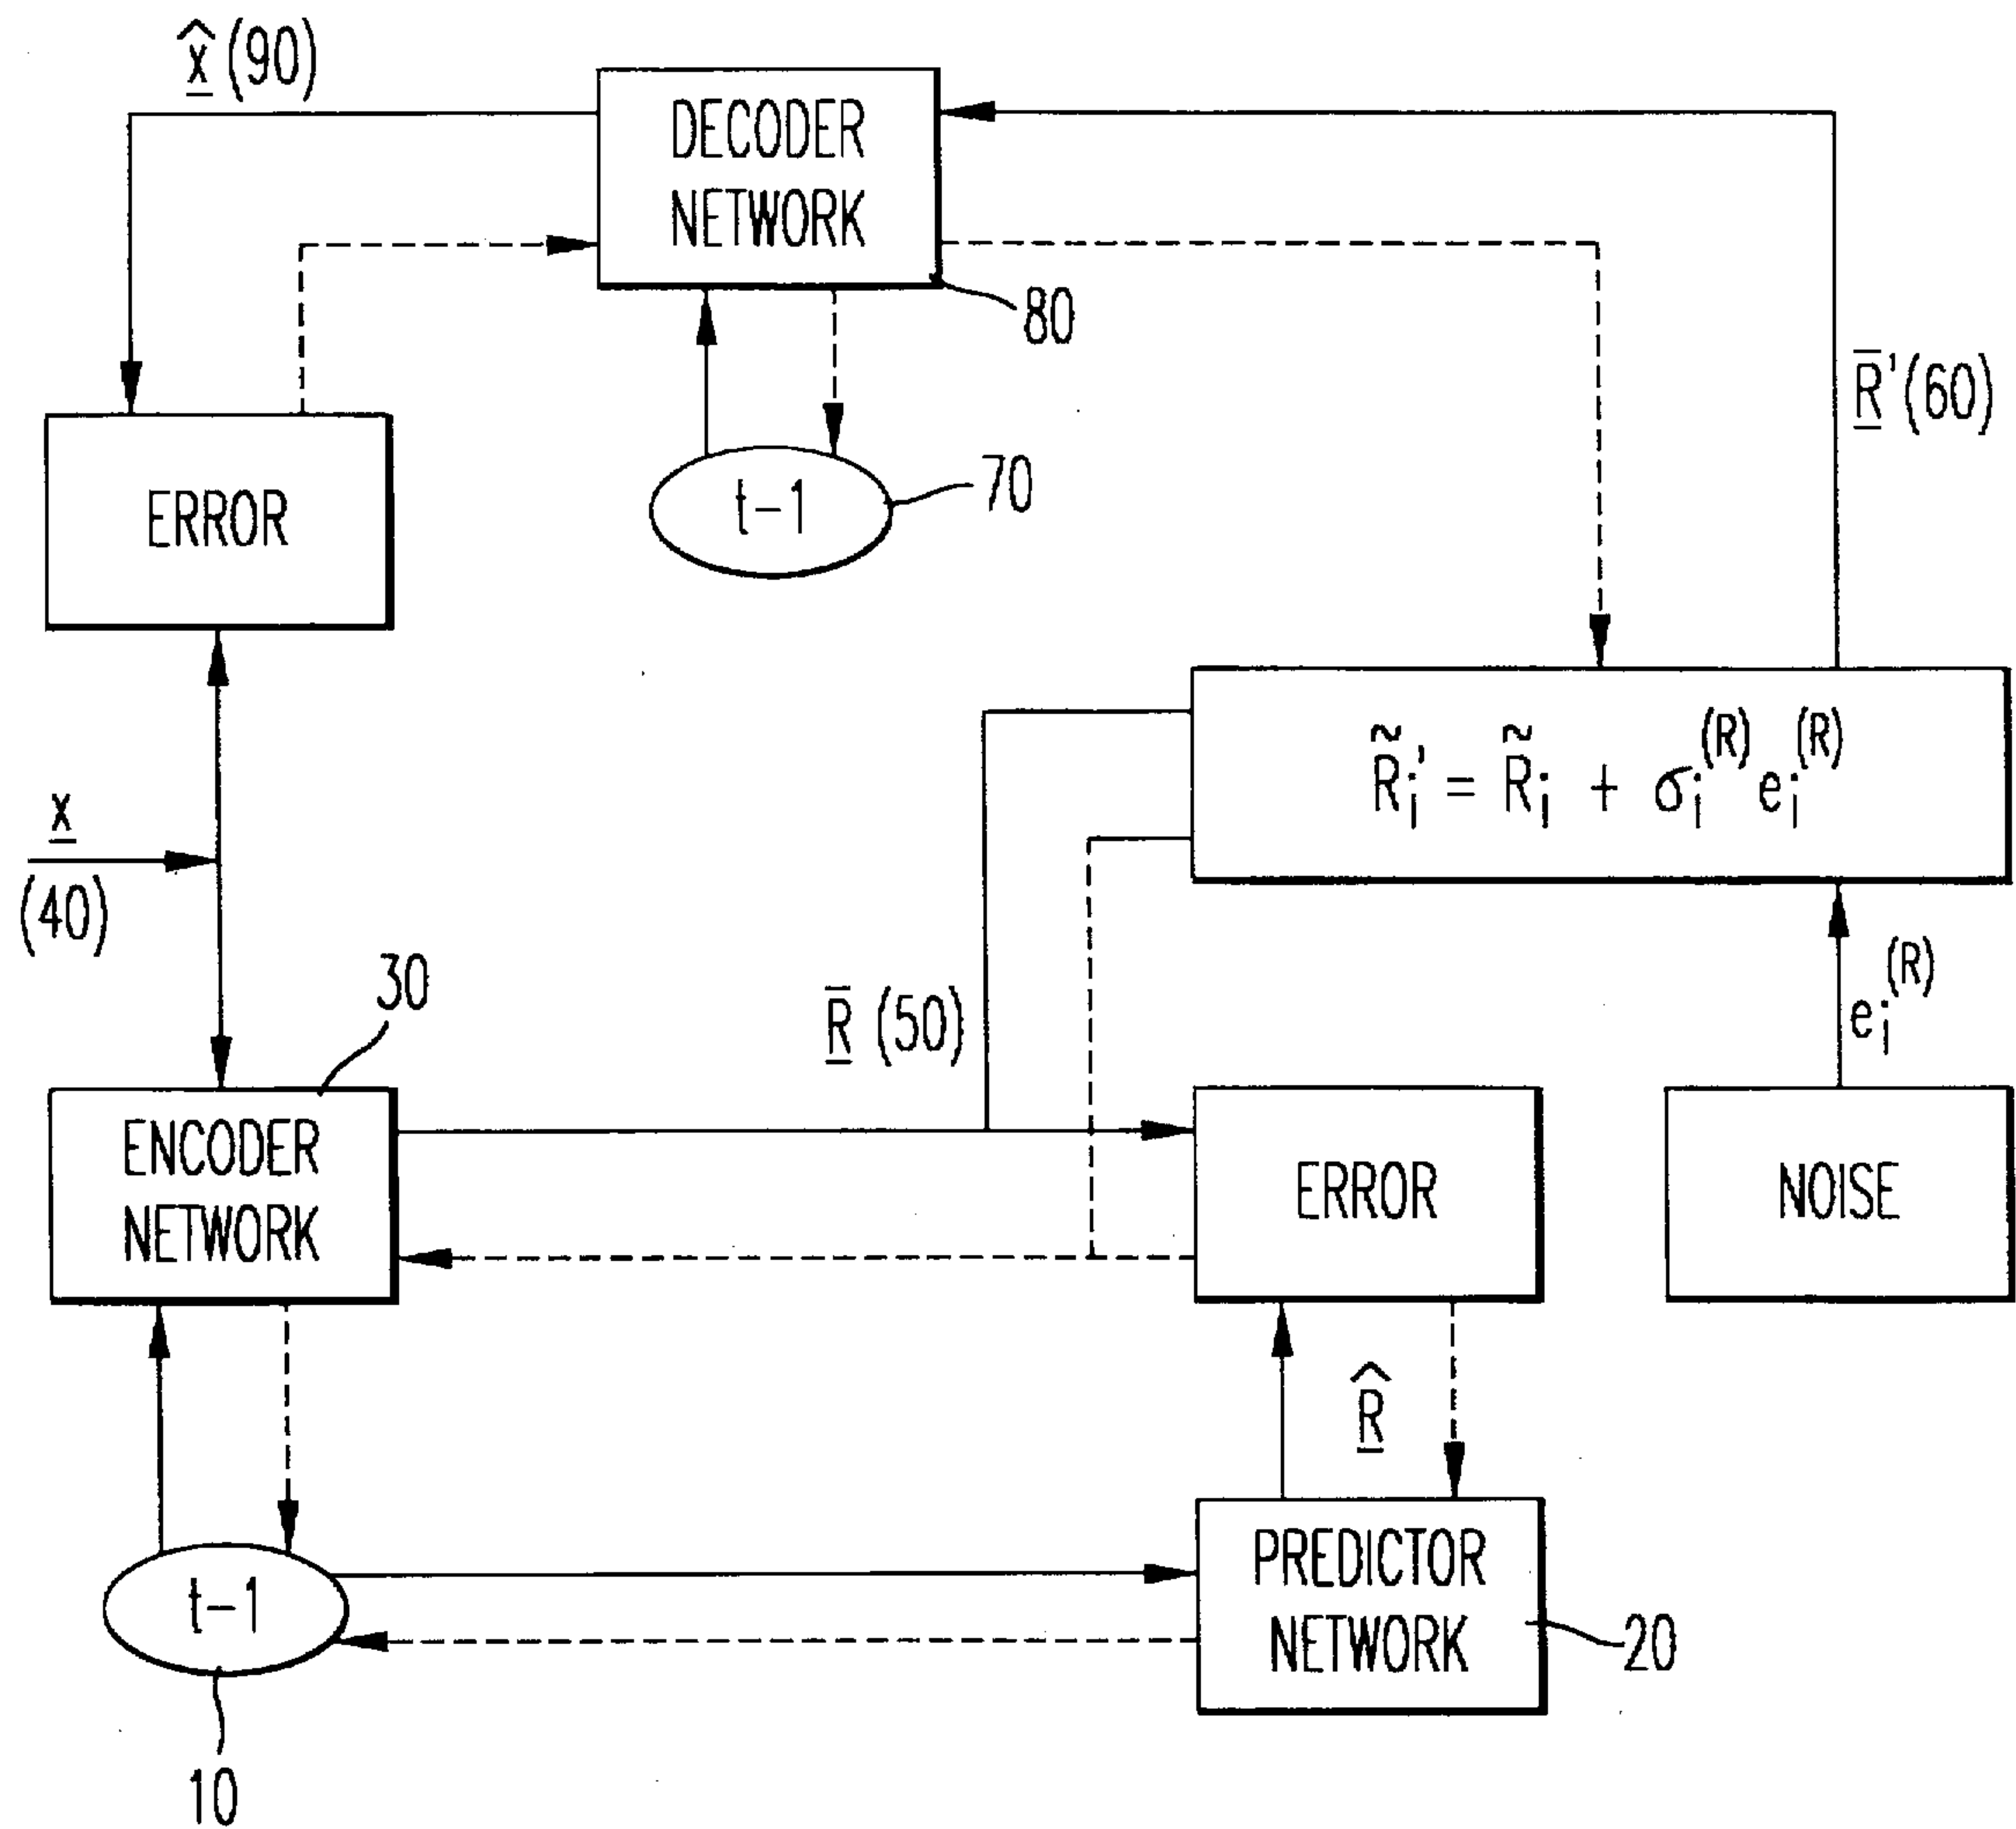 x̂ (90)
DECODER
NETWORK
80
R̄' (60)
ERROR
t-1
70
R̃i' = R̃i + σi(R) ei(R)
x
(40)
30
R̄ (50)
ei(R)
ENCODER
NETWORK
ERROR
NOISE
R̂
t-1
PREDICTOR
NETWORK
20
10